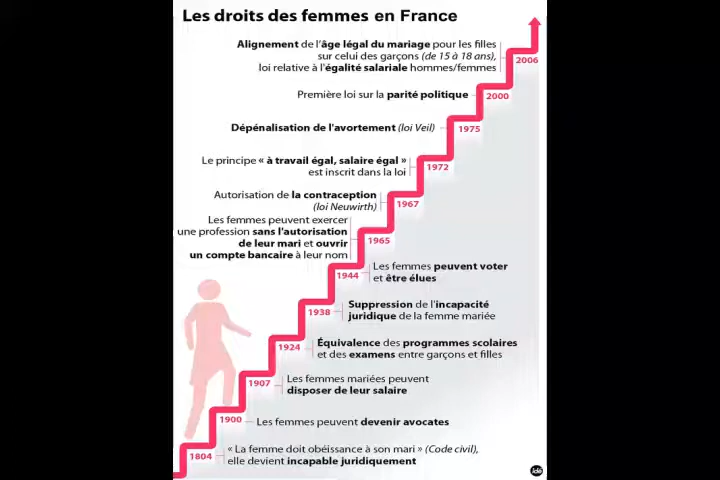 Les droits des femmes en France
Alignement de l'âge légal du mariage pour les filles
sur celui des garçons (de 15 à 18 ans),
loi relative à l'égalité salariale hommes/femmes
2006
Première loi sur la parité politique
2000
Dépénalisation de l'avortement (loi Veil)
1975
Le principe « à travail égal, salaire égal »
est inscrit dans la loi
1972
Autorisation de la contraception
(loi Neuwirth)
1967
Les femmes peuvent exercer
une profession sans l'autorisation
de leur mari et ouvrir
un compte bancaire à leur nom
1965
1944
Les femmes peuvent voter
et être élues
1938
Suppression de l'incapacité
juridique de la femme mariée
1924
Équivalence des programmes scolaires
et des examens entre garçons et filles
1907
Les femmes mariées peuvent
disposer de leur salaire
1900
Les femmes peuvent devenir avocates
1804
« La femme doit obéissance à son mari » (Code civil),
elle devient incapable juridiquement
idé